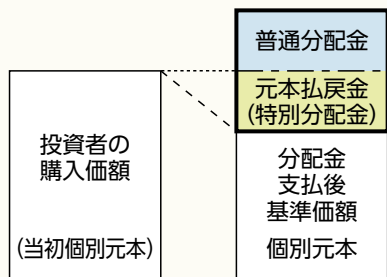 普通分配金
元本払戻金
(特別分配金)
投資者の
購入価額
(当初個別元本)
分配金
支払後
基準価額
個別元本